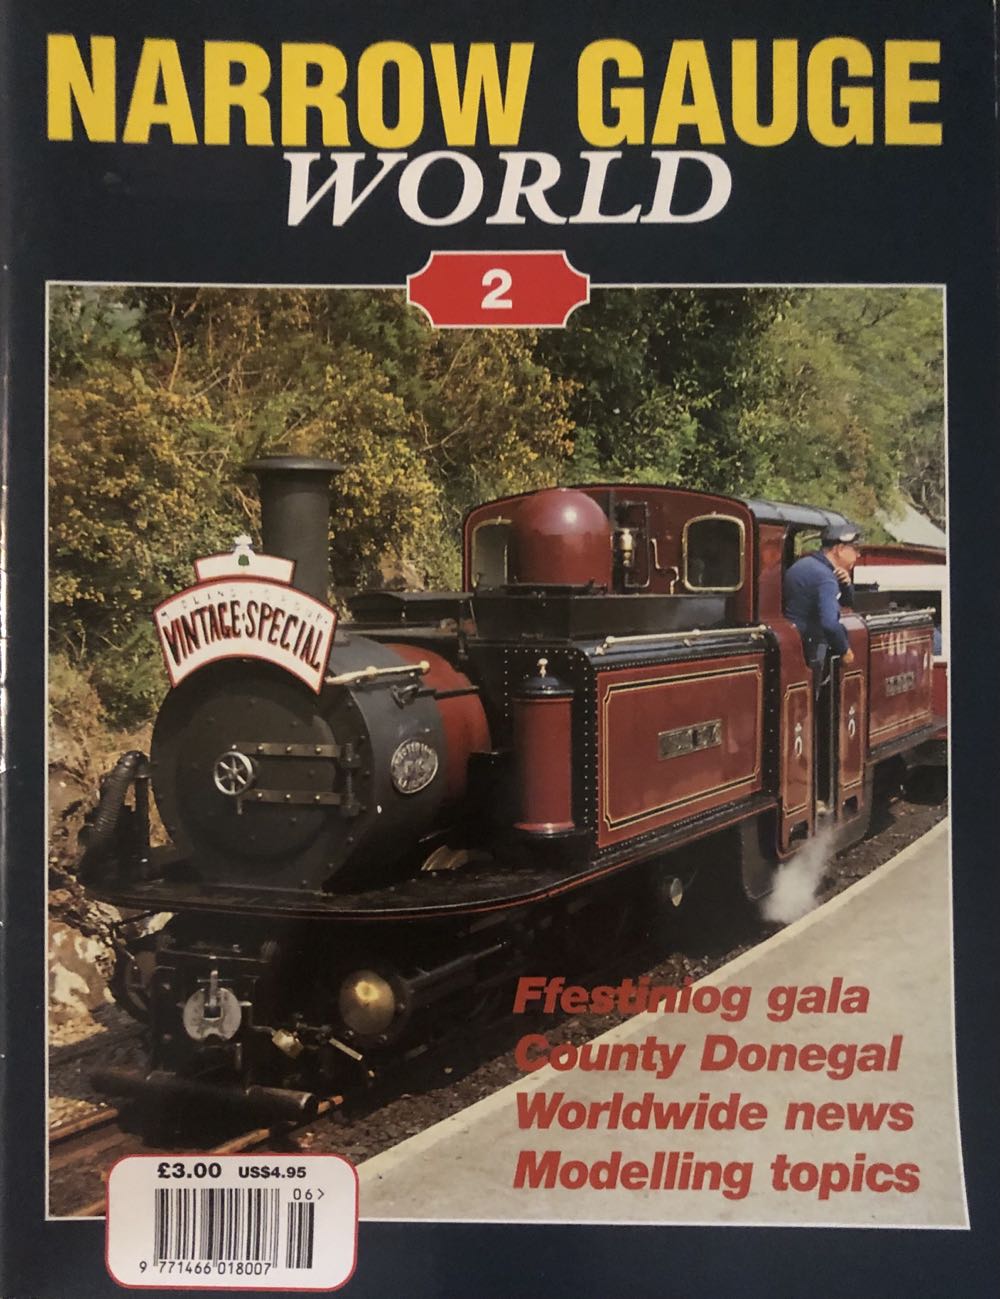 NARROW GAUGE
WORLD
2
VINTAGE·SPECIAL
Ffestiniog gala
County Donegal
Worldwide news
Modelling topics
£3.00 US$4.95
06>
9 771466 018007